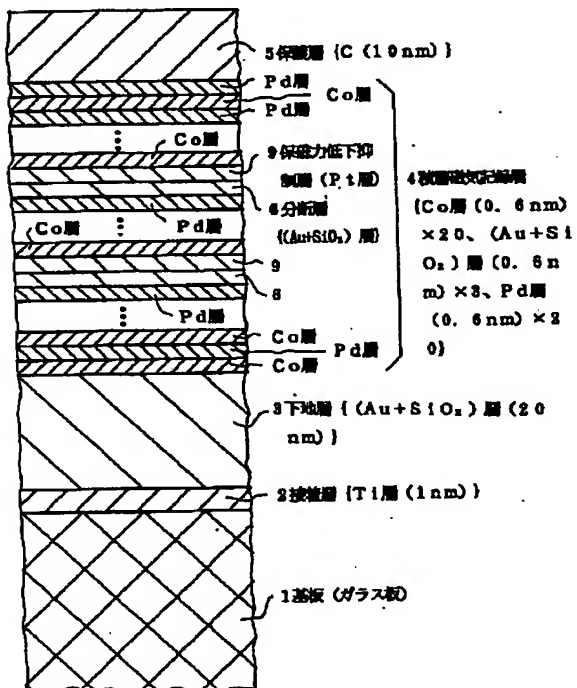 5保護層 {C (10nm)}
Pd層
Co層
Pd層
Co層
9保磁力低下抑
制層 (Pt層)
4積層磁気記録層
{Co層 (0. 6nm)
×20、(Au+Si
O₂) 層 (0. 6n
m) ×3、Pd層
(0. 6nm) ×2
0}
6分断層
{(Au+SiO₂) 層}
Pd層
Co層
9
6
Pd層
Co層
Pd層
Co層
3下地層 { (Au+SiO₂) 層 (20
nm) }
2接着層 {Ti層 (1nm) }
1基板 (ガラス板)